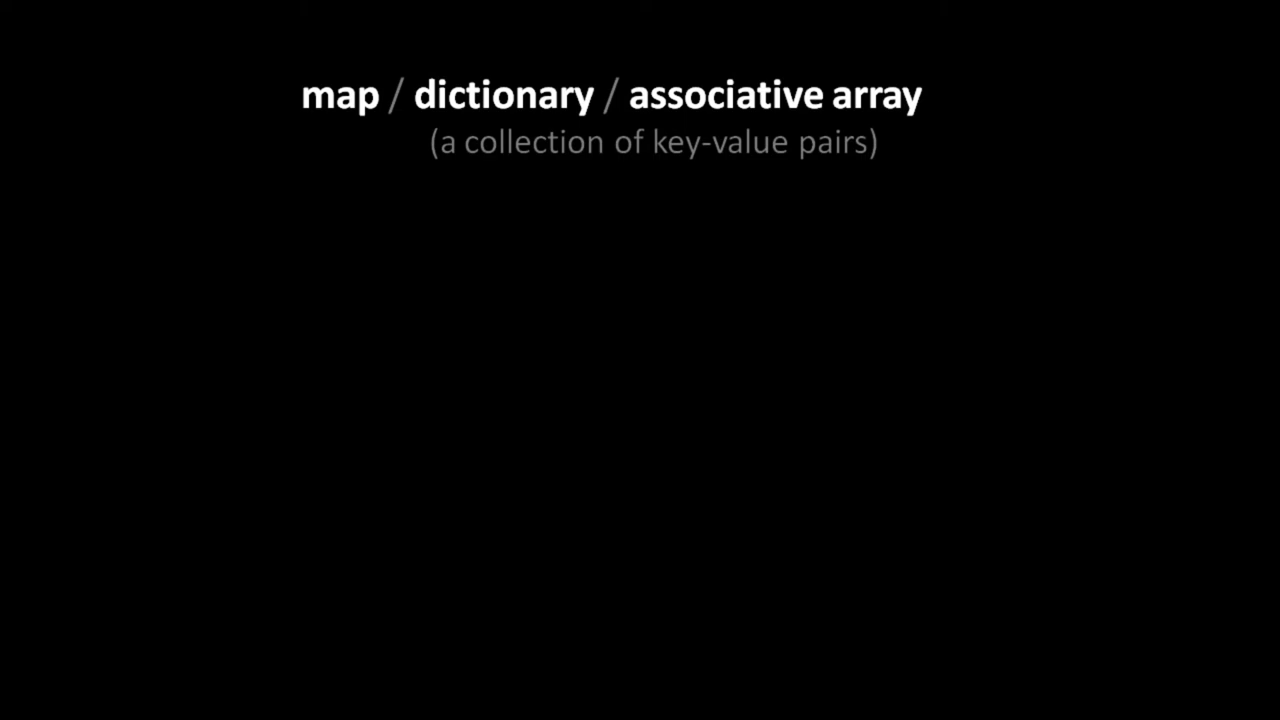 map / dictionary / associative array
(a collection of key-value pairs)